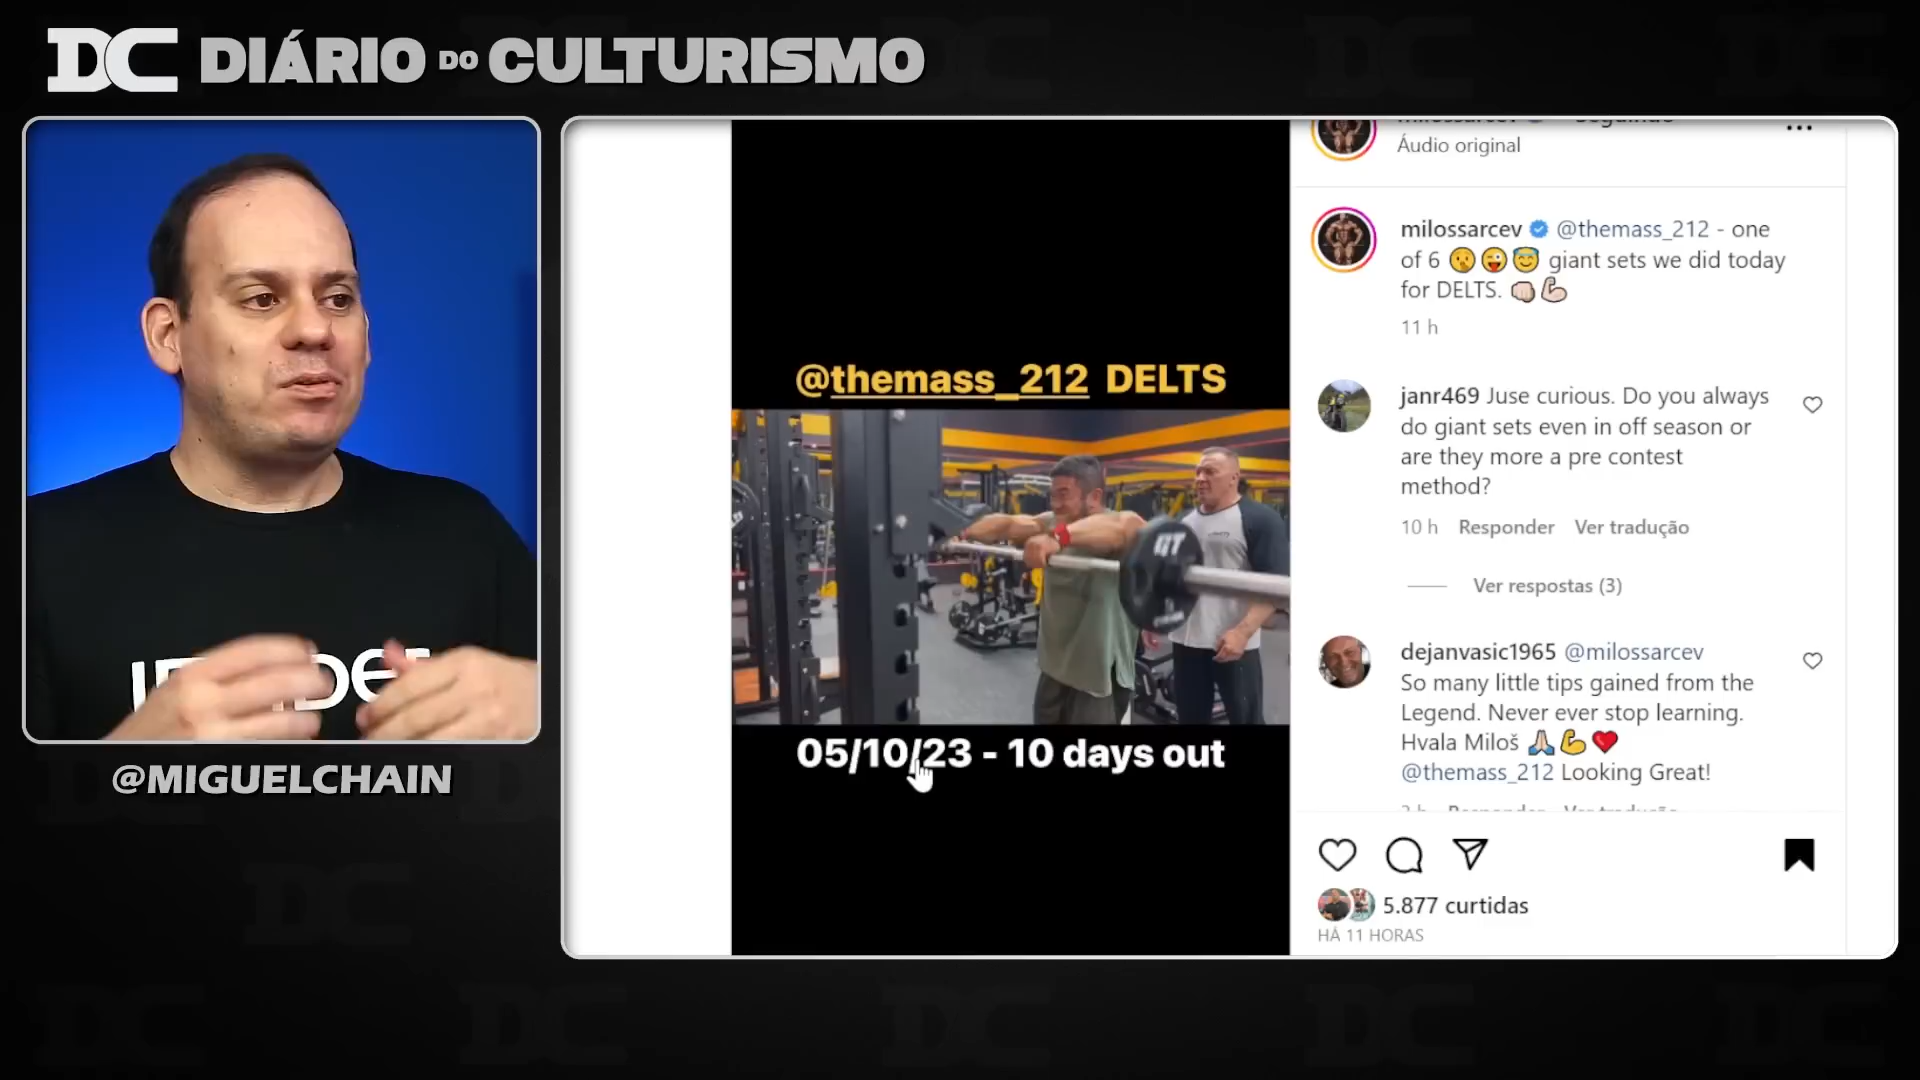 DC DIÁRIO DO CULTURISMO
@MIGUELCHAIN
@themass_212 DELTS
GT
05/10/23 - 10 days out
Áudio original
milossarcev @themass_212 - one
of 6 🤫😜😇 giant sets we did today
for DELTS. 👊🏻💪🏻
11 h
janr469 Juse curious. Do you always
do giant sets even in off season or
are they more a pre contest
method?
10 h Responder Ver tradução
Ver respostas (3)
dejanvasic1965 @milossarcev
So many little tips gained from the
Legend. Never ever stop learning.
Hvala Miloš 🙏🏻💪❤️
@themass_212 Looking Great!
5.877 curtidas
HÁ 11 HORAS